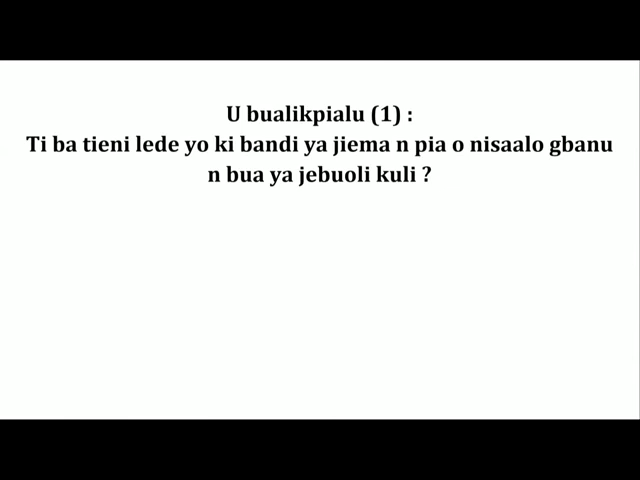 U bualikpialu (1) :
Ti ba tieni lede yo ki bandi ya jiema n pia o nisaalo gbanu
n bua ya jebuoli kuli ?